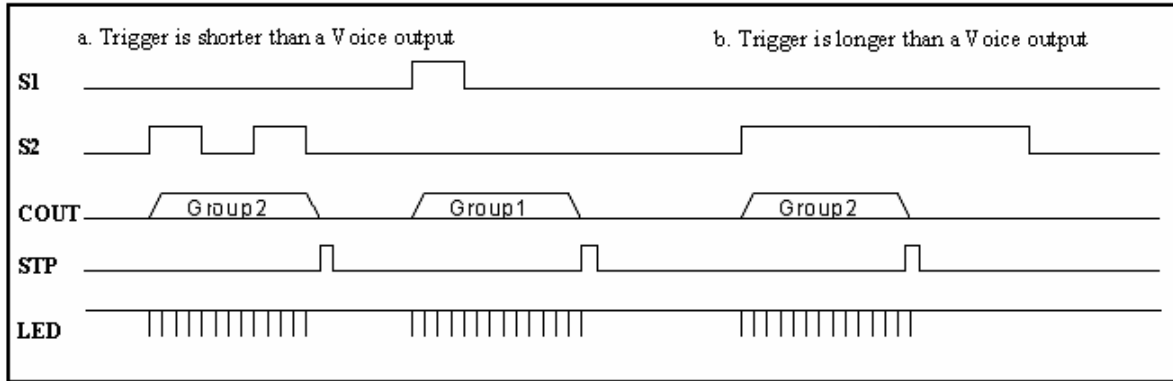 a. Trigger is shorter than a Voice output
b. Trigger is longer than a Voice output
S1
S2
COUT
Group2
Group1
Group2
STP
LED